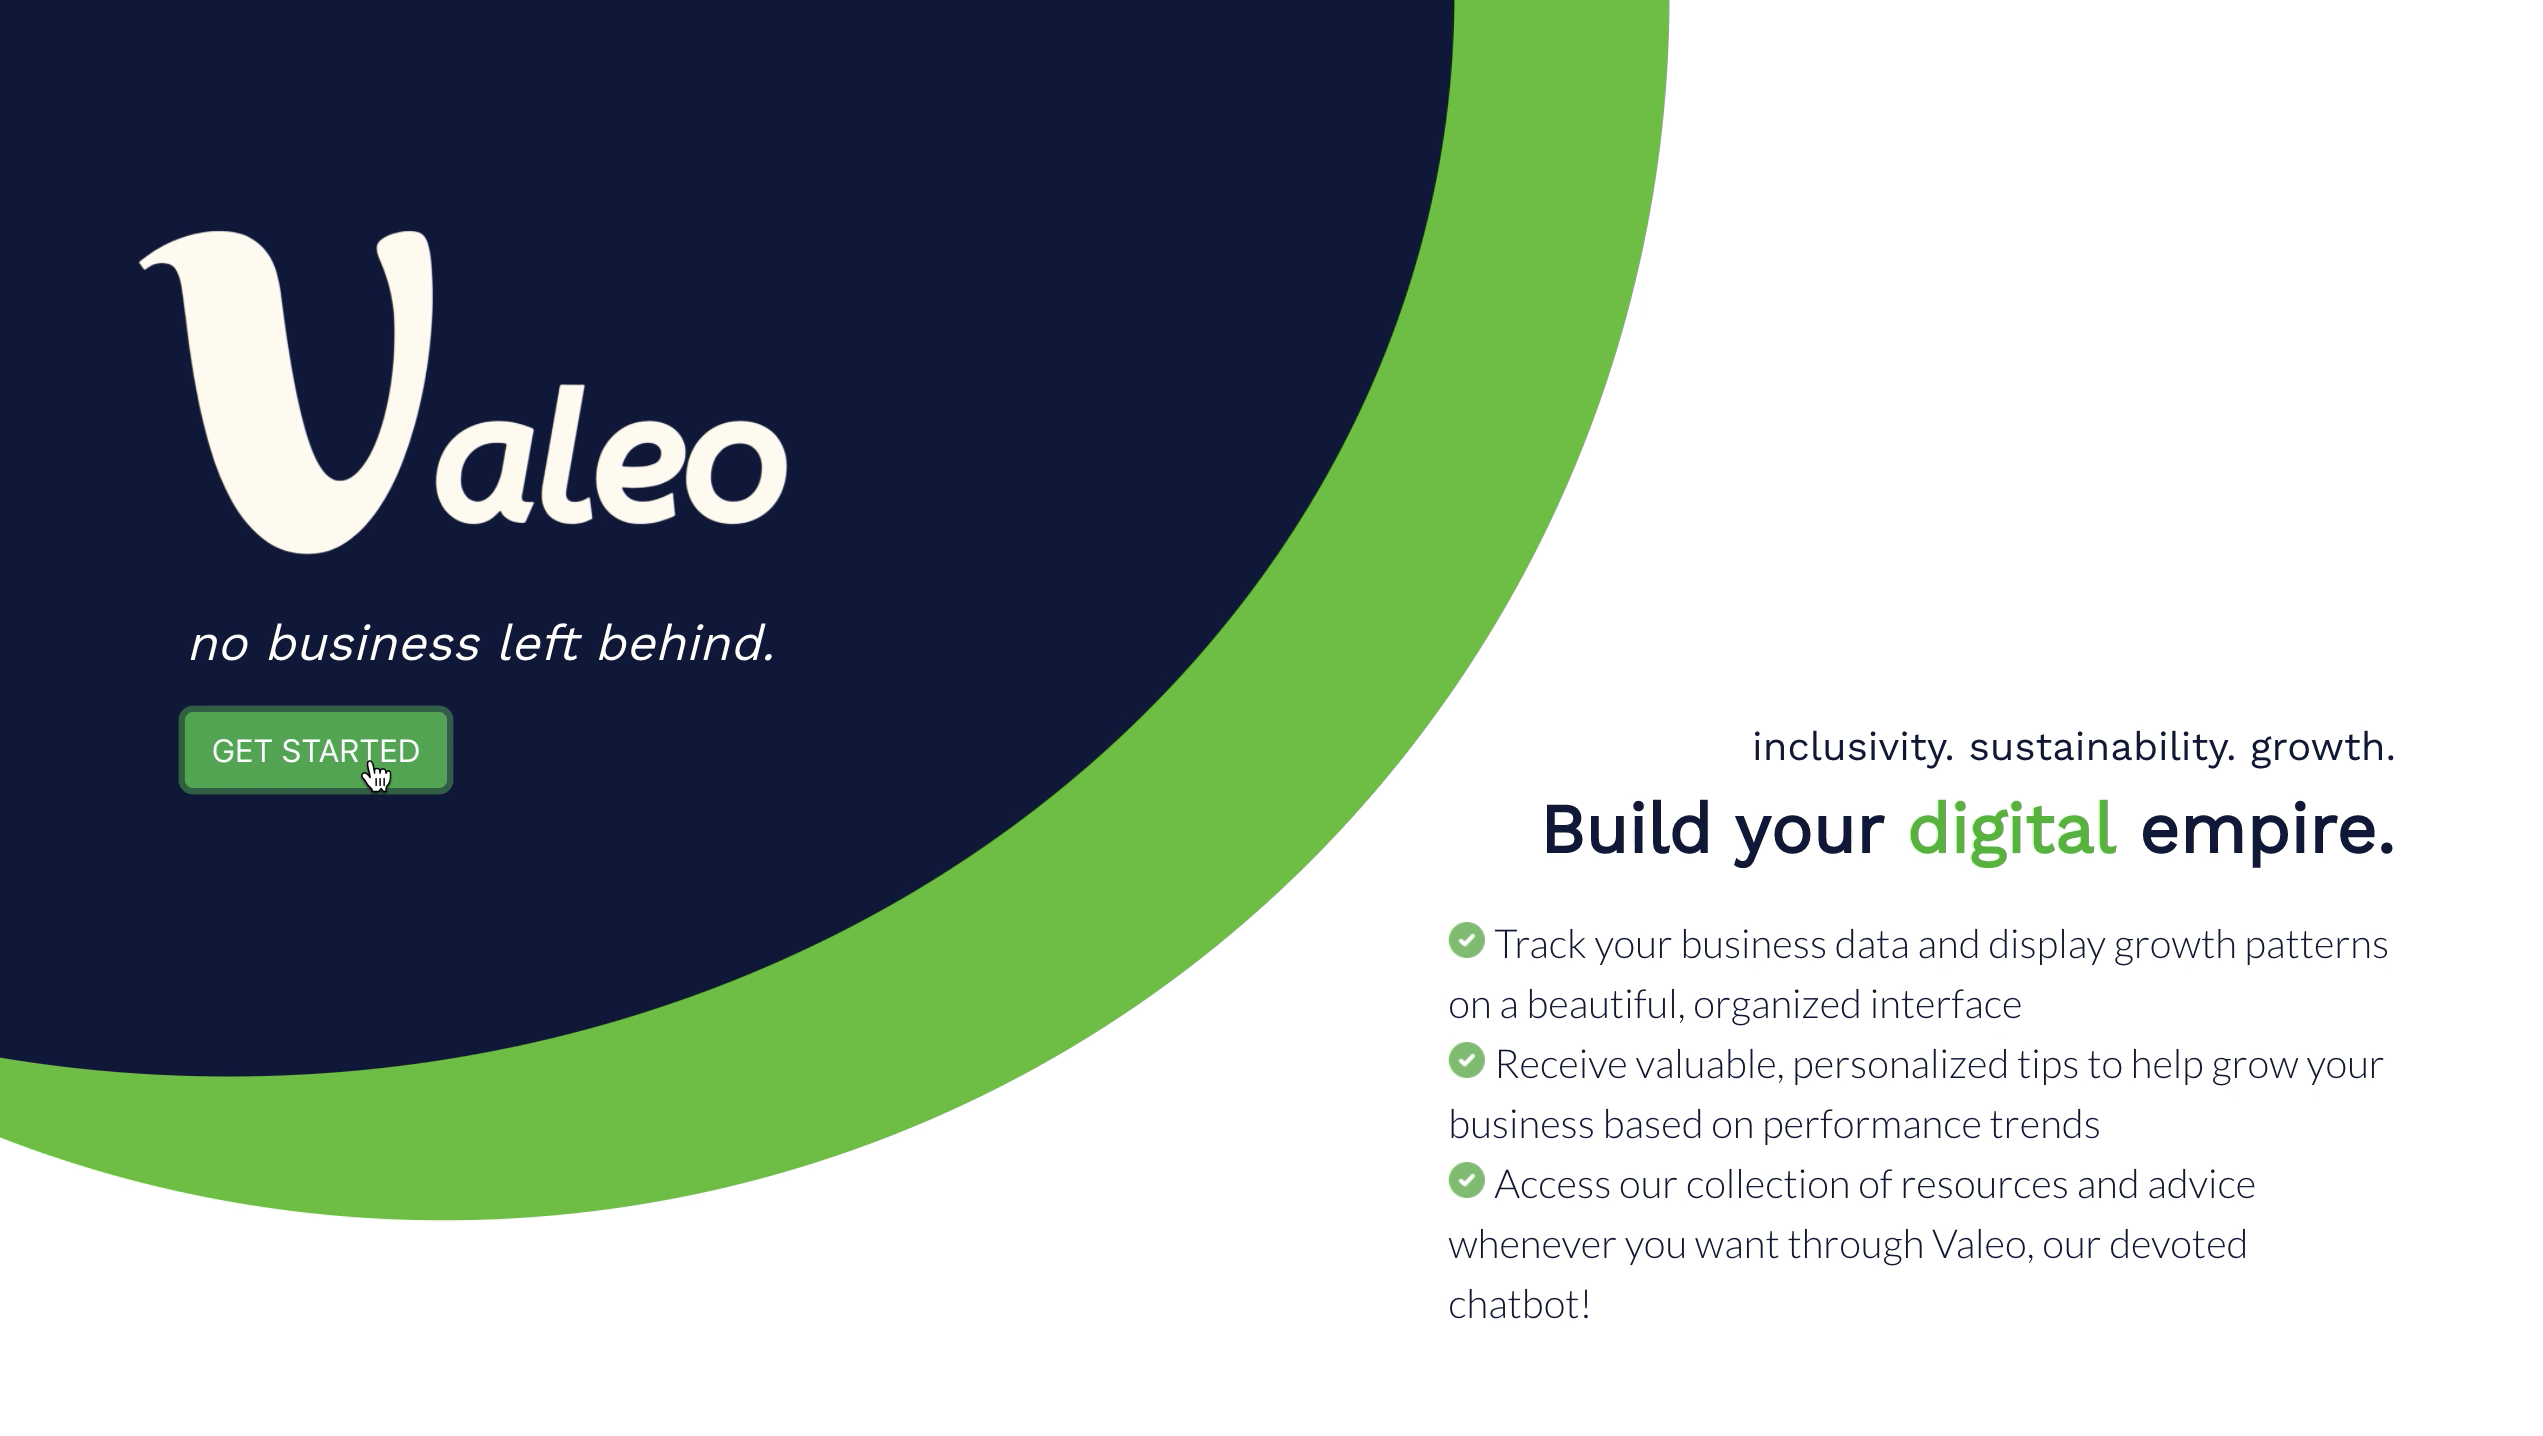 Valeo
no business left behind.
GET STARTED
inclusivity. sustainability. growth.
Build your digital empire.
Track your business data and display growth patterns
on a beautiful, organized interface
Receive valuable, personalized tips to help grow your
business based on performance trends
Access our collection of resources and advice
whenever you want through Valeo, our devoted
chatbot!